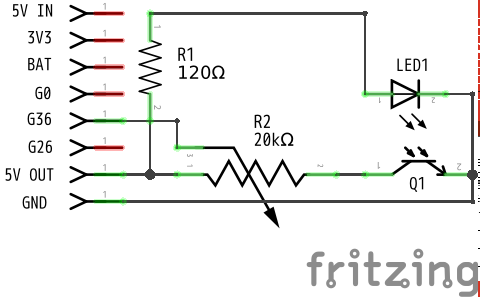 5V IN
3V3
BAT
G0
G36
G26
5V OUT
GND
1
1
1
1
1
1
1
1
1
R1
120Ω
2
LED1
1
2
R2
20kΩ
3
1
2
1
2
Q1
fritzing